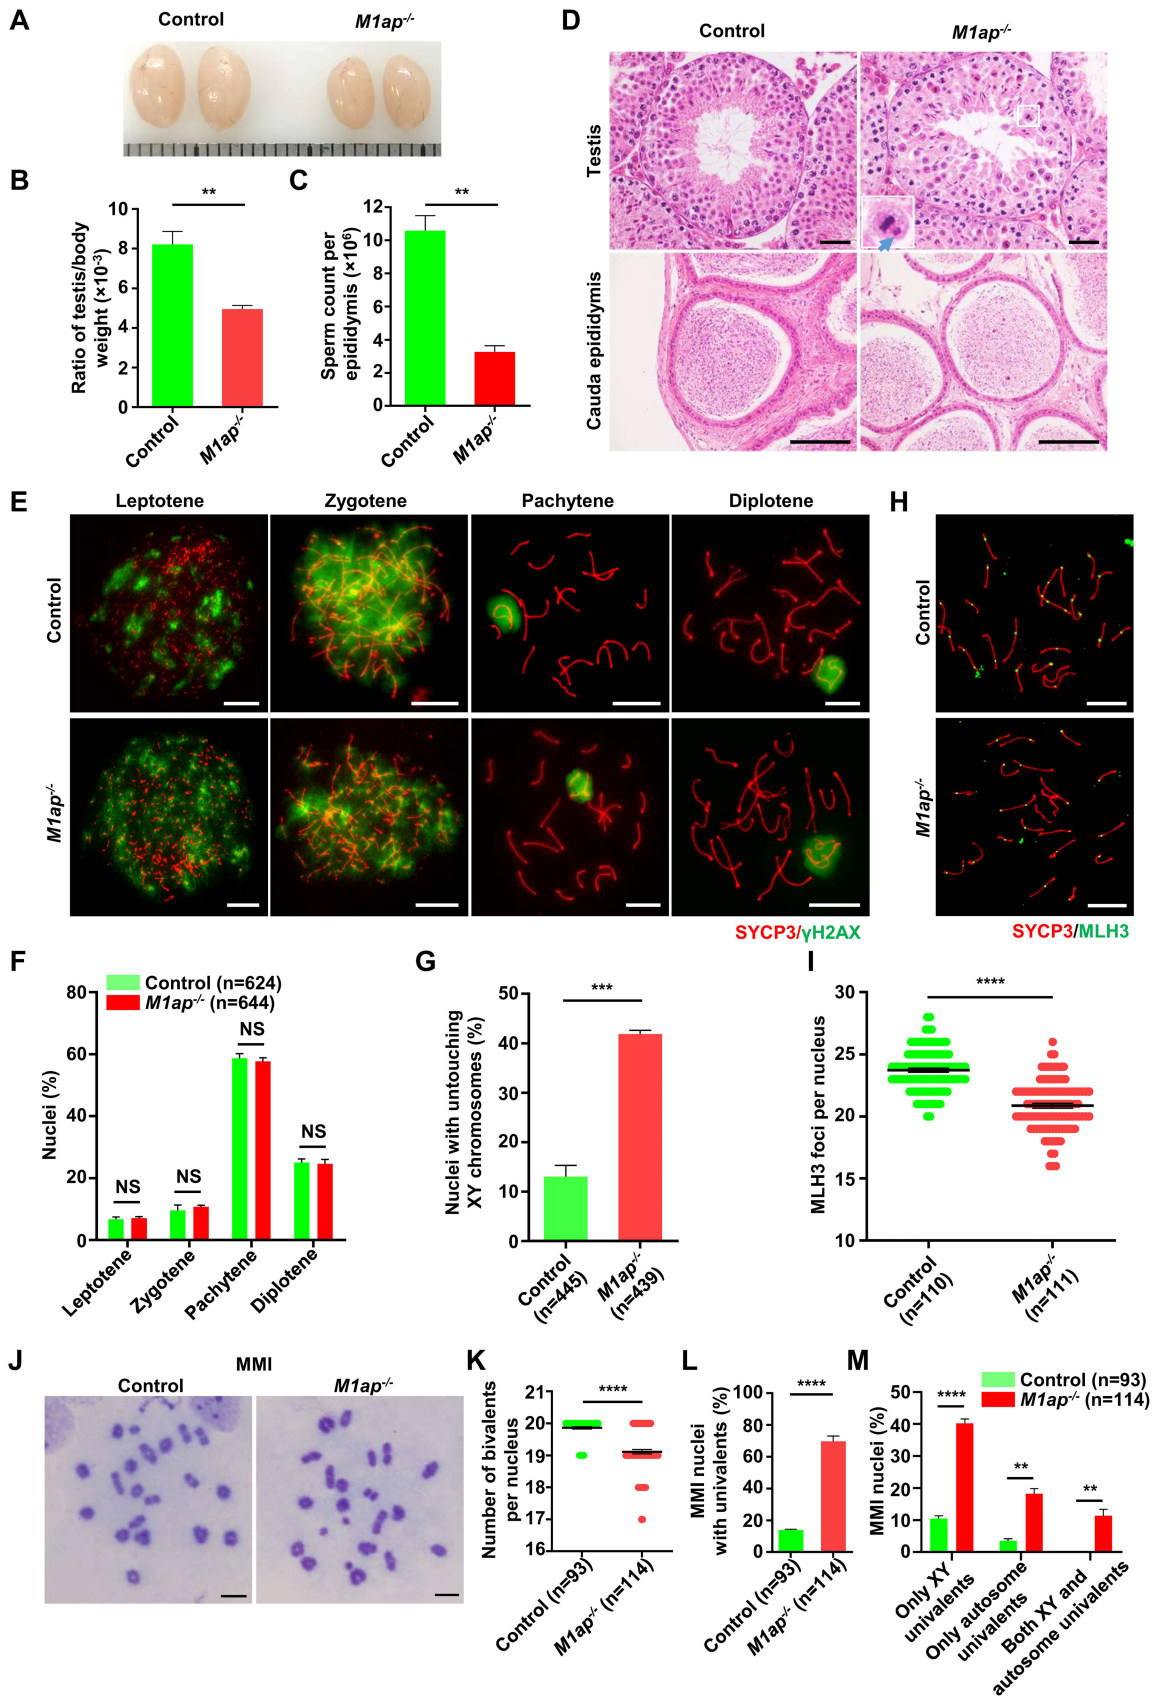 A
Control
M1ap-/-
B
**
Ratio of testis/body
weight (×10-3)
10
8
6
4
2
0
Control
M1ap-/-
C
**
Sperm count per
epididymis (×10⁶)
12
10
8
6
4
2
0
Control
M1ap-/-
D
Control
M1ap-/-
Testis
Cauda epididymis
E
Leptotene
Zygotene
Pachytene
Diplotene
Control
M1ap-/-
SYCP3/γH2AX
H
Control
M1ap-/-
SYCP3/MLH3
F
Control (n=624)
M1ap-/- (n=644)
Nuclei (%)
80
60
40
20
0
NS
NS
NS
NS
Leptotene
Zygotene
Pachytene
Diplotene
G
***
Nuclei with untouching
XY chromosomes (%)
50
40
30
20
10
0
Control
(n=445)
M1ap-/-
(n=439)
I
****
MLH3 foci per nucleus
30
25
20
15
10
Control
(n=110)
M1ap-/-
(n=111)
J
MMI
Control
M1ap-/-
K
****
Number of bivalents
per nucleus
21
20
19
18
17
16
Control (n=93)
M1ap-/- (n=114)
L
****
MMI nuclei
with univalents (%)
100
80
60
40
20
0
Control (n=93)
M1ap-/- (n=114)
M
Control (n=93)
M1ap-/- (n=114)
MMI nuclei (%)
50
40
30
20
10
0
****
**
**
Only XY
univalents
Only autosome
univalents
Both XY and
autosome univalents